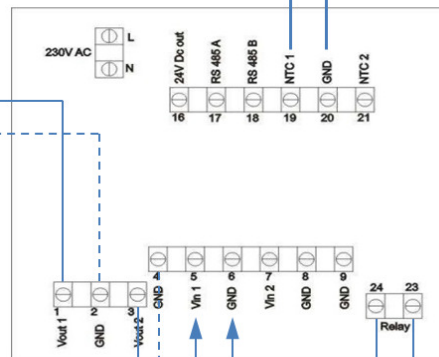 L
230V AC
N
24V Dc out
RS 485 A
RS 485 B
NTC 1
GND
NTC 2
16 17 18 19 20 21
4 5 6 7 8 9
GND
Vin 1
GND
Vin 2
GND
GND
1 2 3
Vout 1
GND
Vout 2
24 23
Relay